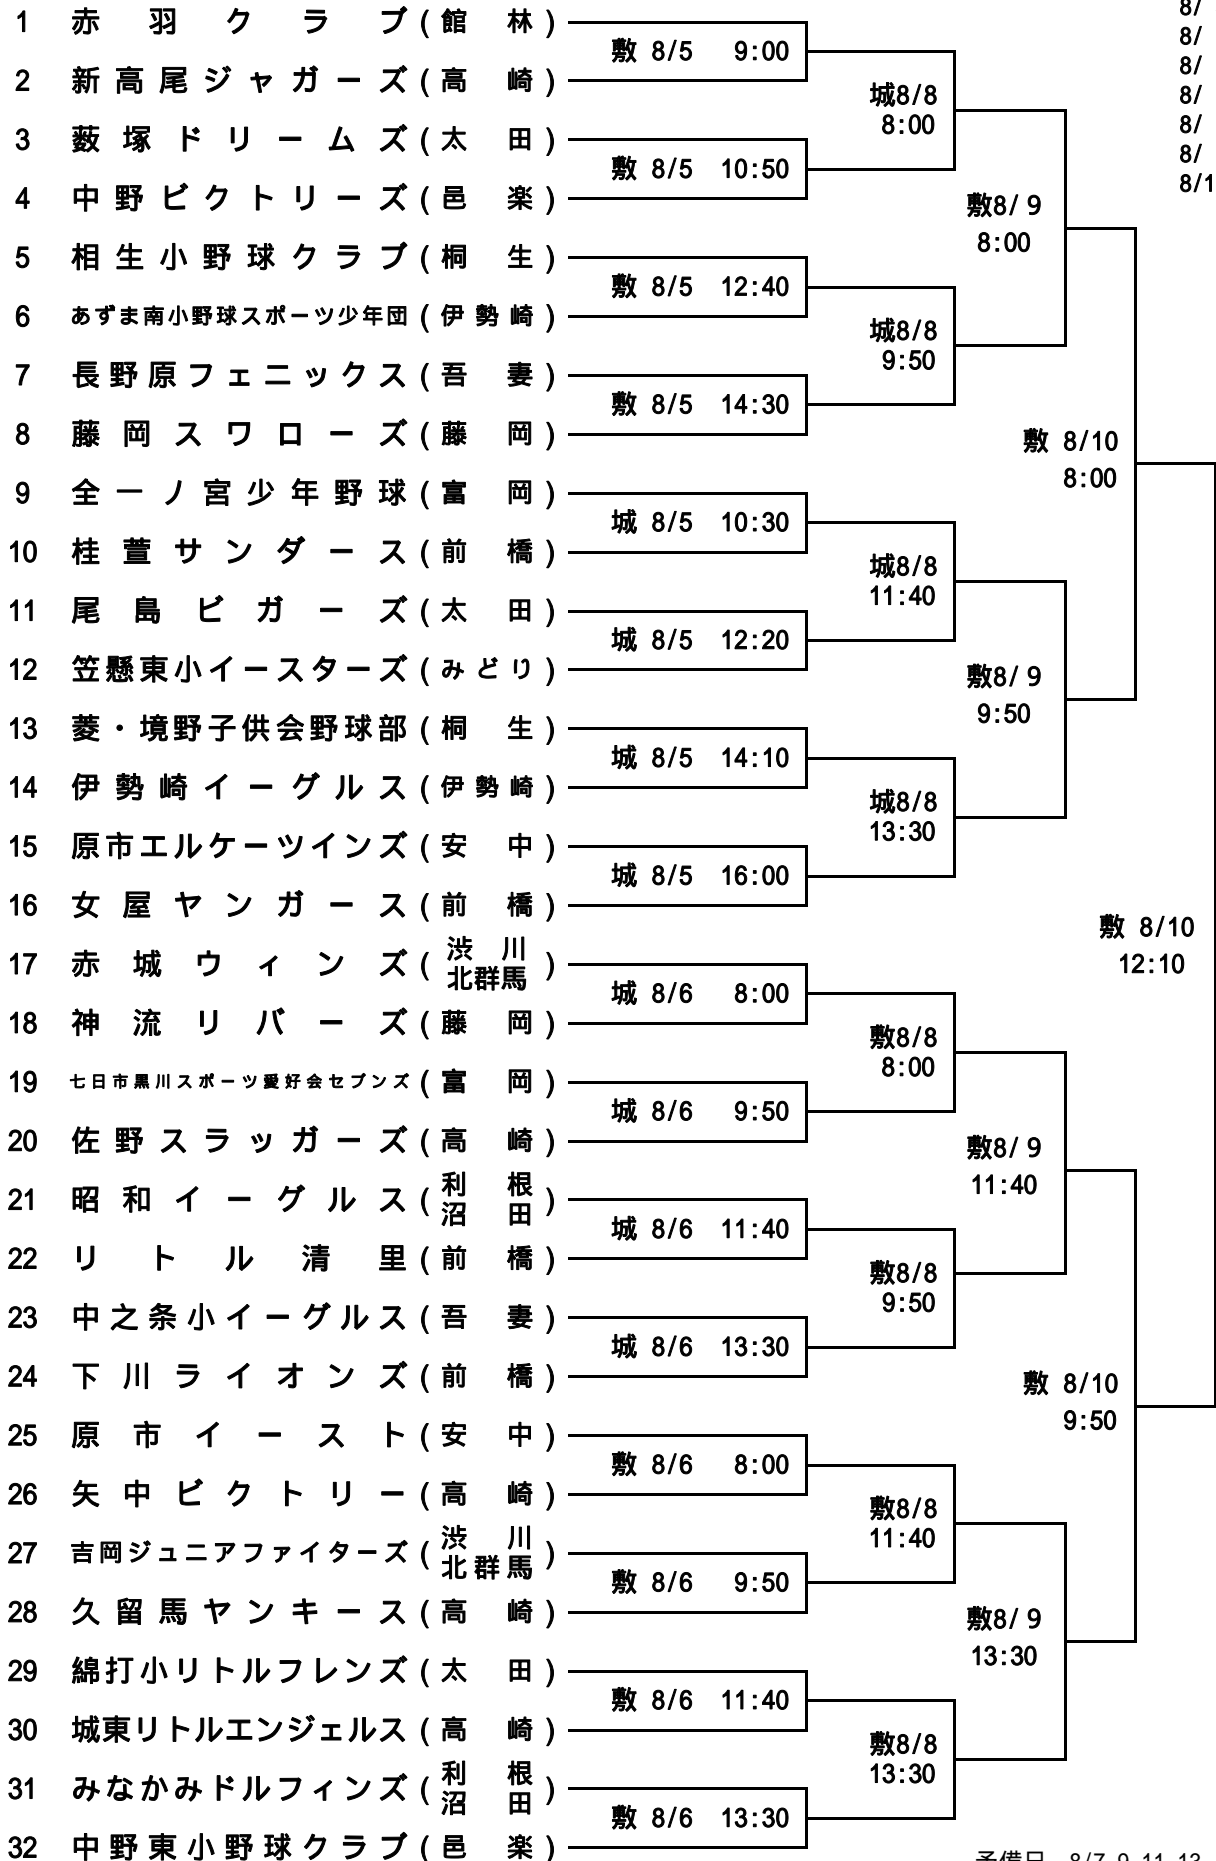 1 赤羽クラブ(館林)
敷 8/5 9:00
2 新高尾ジャガーズ(高崎)
城8/8
8:00
3 薮塚ドリームズ(太田)
敷 8/5 10:50
4 中野ビクトリーズ(邑楽)
敷8/ 9
8:00
5 相生小野球クラブ(桐生)
敷 8/5 12:40
6 あずま南小野球スポーツ少年団(伊勢崎)
城8/8
9:50
7 長野原フェニックス(吾妻)
敷 8/5 14:30
8 藤岡スワローズ(藤岡)
敷 8/10
8:00
9 全一ノ宮少年野球(富岡)
城 8/5 10:30
10 桂萱サンダース(前橋)
城8/8
11:40
11 尾島ビガーズ(太田)
城 8/5 12:20
12 笠懸東小イースターズ(みどり)
敷8/ 9
9:50
13 菱・境野子供会野球部(桐生)
城 8/5 14:10
14 伊勢崎イーグルス(伊勢崎)
城8/8
13:30
15 原市エルケーツインズ(安中)
城 8/5 16:00
16 女屋ヤンガース(前橋)
敷 8/10
12:10
17 赤城ウィンズ(渋川北群馬)
城 8/6 8:00
18 神流リバーズ(藤岡)
敷8/8
8:00
19 七日市黒川スポーツ愛好会セブンズ(富岡)
城 8/6 9:50
20 佐野スラッガーズ(高崎)
敷8/ 9
11:40
21 昭和イーグルス(利根沼田)
城 8/6 11:40
22 リトル清里(前橋)
敷8/8
9:50
23 中之条小イーグルス(吾妻)
城 8/6 13:30
24 下川ライオンズ(前橋)
敷 8/10
9:50
25 原市イースト(安中)
敷 8/6 8:00
26 矢中ビクトリー(高崎)
敷8/8
11:40
27 吉岡ジュニアファイターズ(渋川北群馬)
敷 8/6 9:50
28 久留馬ヤンキース(高崎)
敷8/ 9
13:30
29 綿打小リトルフレンズ(太田)
敷 8/6 11:40
30 城東リトルエンジェルス(高崎)
敷8/8
13:30
31 みなかみドルフィンズ(利根沼田)
敷 8/6 13:30
32 中野東小野球クラブ(邑楽)
8/
8/
8/
8/
8/
8/
8/1